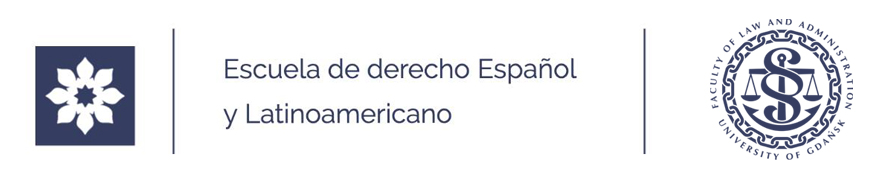 Escuela de derecho Español
y Latinoamericano
FACULTY OF LAW AND ADMINISTRATION
UNIVERSITY OF GDAŃSK